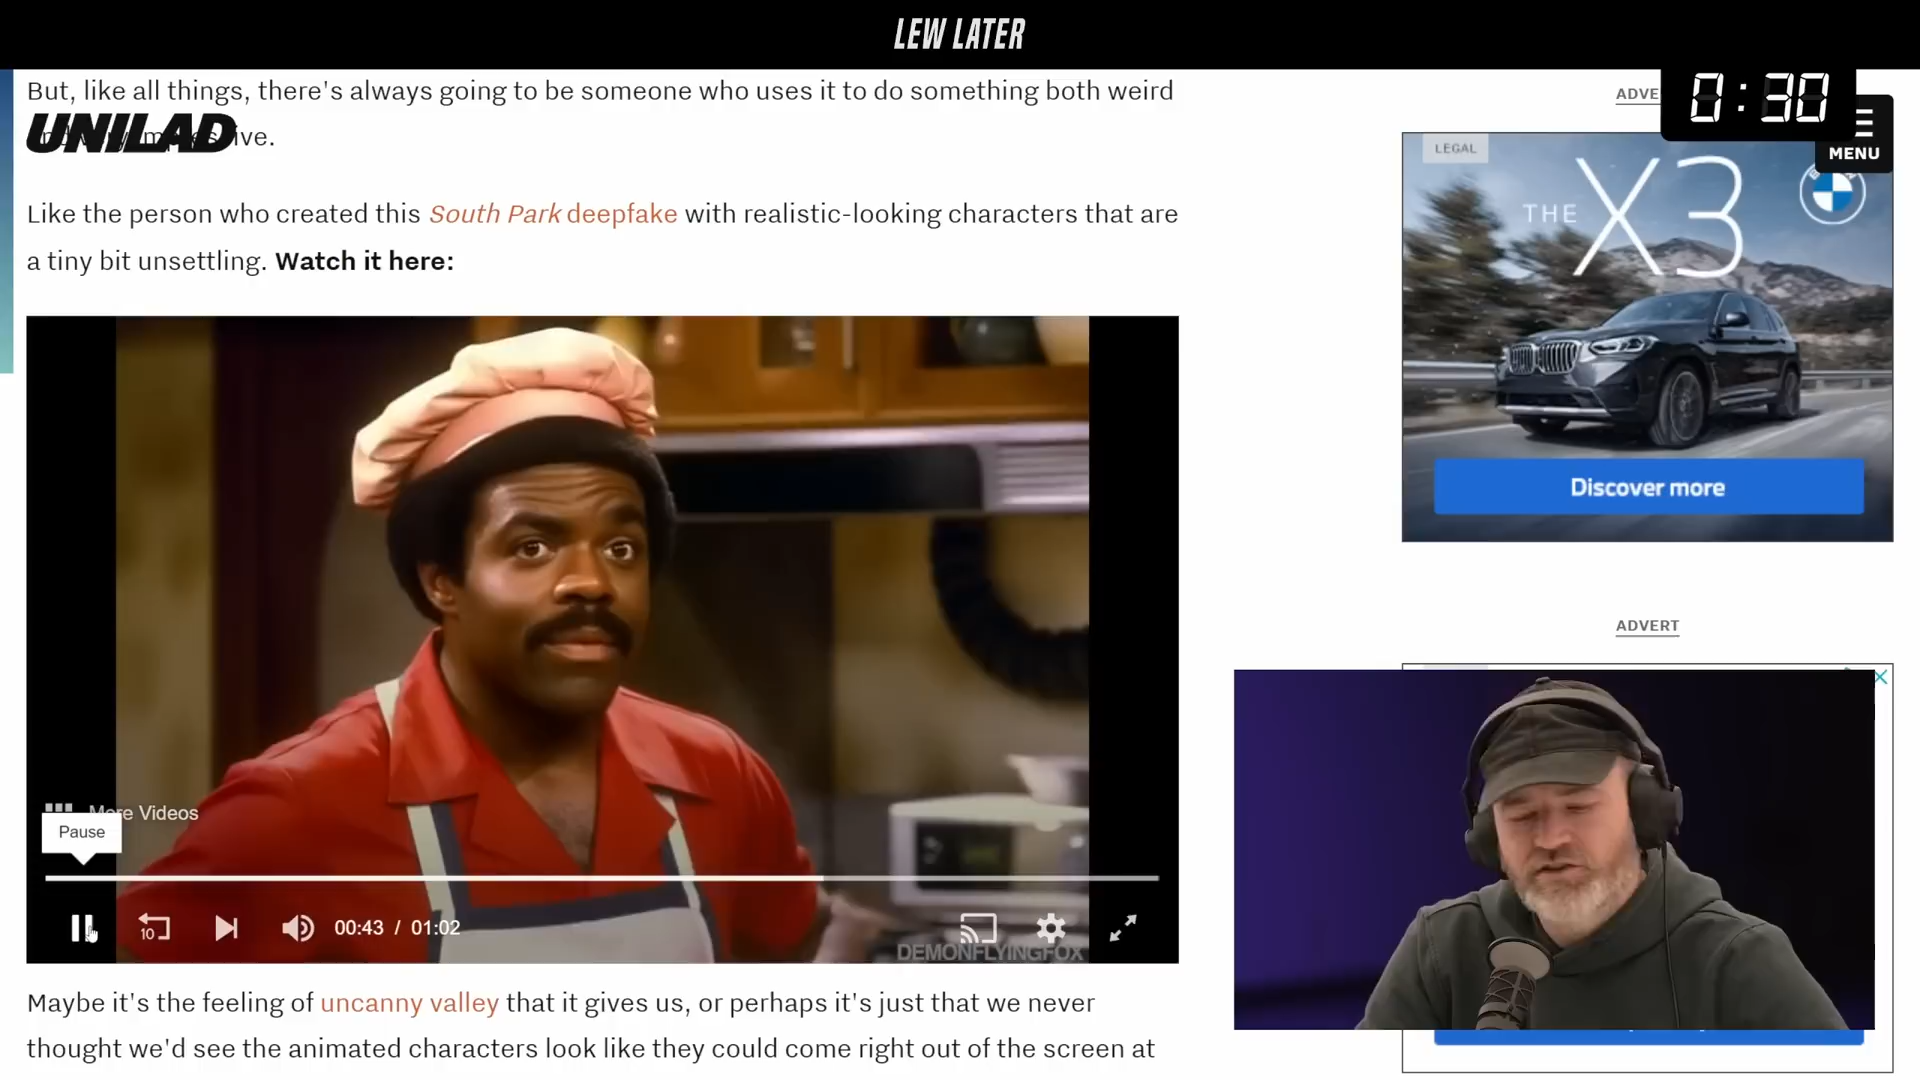 LEW LATER
But, like all things, there's always going to be someone who uses it to do something both weird
ive.
UNILAD
Like the person who created this South Park deepfake with realistic-looking characters that are
a tiny bit unsettling. Watch it here:
More Videos
Pause
10
00:43 / 01:02
DEMONFLYINGFOX
Maybe it's the feeling of uncanny valley that it gives us, or perhaps it's just that we never
thought we'd see the animated characters look like they could come right out of the screen at
ADVE
0:30
MENU
LEGAL
THE X3
Discover more
ADVERT